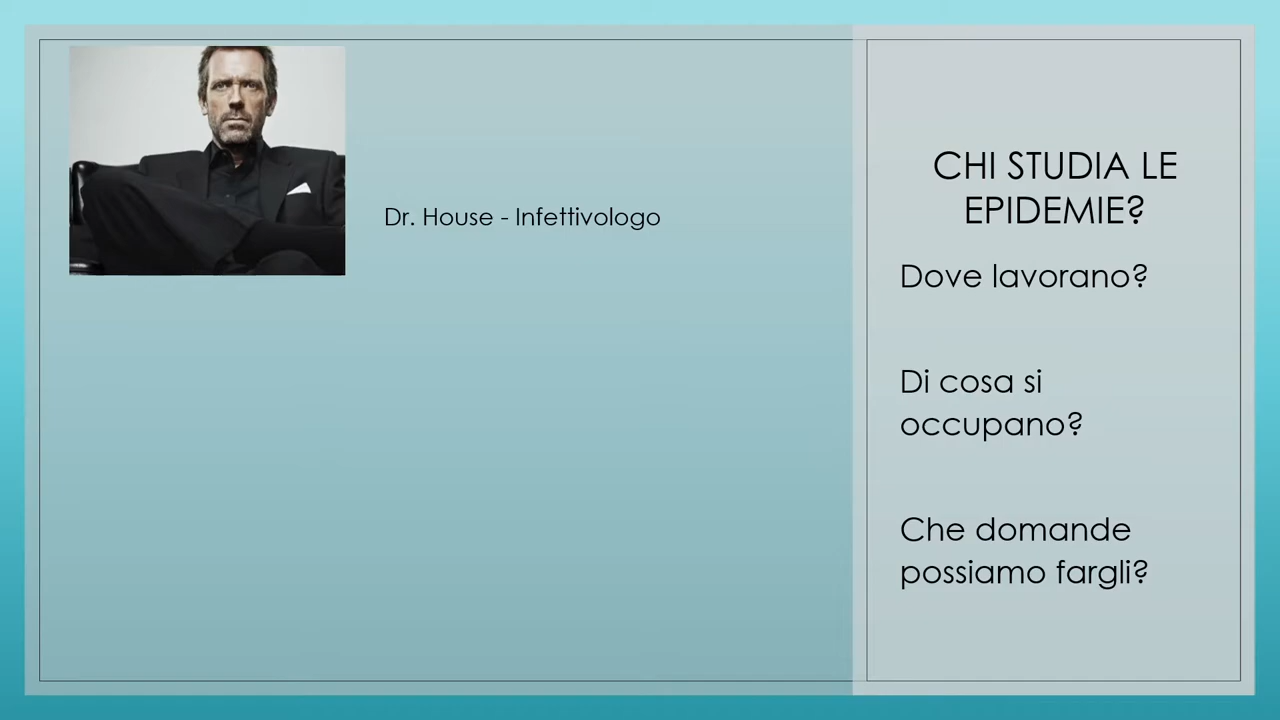 Dr. House - Infettivologo
CHI STUDIA LE
EPIDEMIE?
Dove lavorano?
Di cosa si
occupano?
Che domande
possiamo fargli?